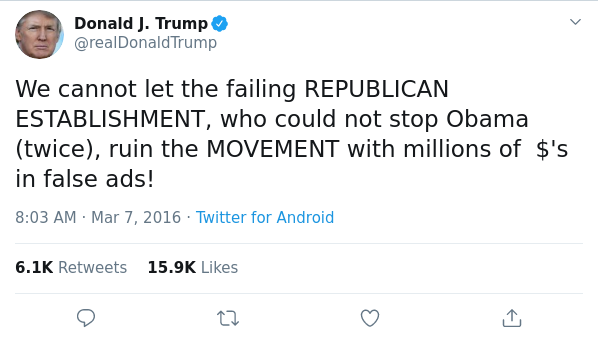 Donald J. Trump
@realDonaldTrump
We cannot let the failing REPUBLICAN
ESTABLISHMENT, who could not stop Obama
(twice), ruin the MOVEMENT with millions of  $'s
in false ads!
8:03 AM · Mar 7, 2016 · Twitter for Android
6.1K Retweets 15.9K Likes